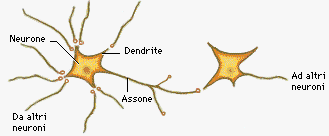 Neurone
Dendrite
Assone
Da altri
neuroni
Ad altri
neuroni